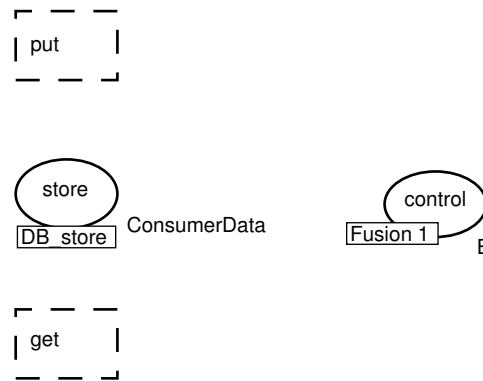 put
store
DB_store
ConsumerData
control
Fusion 1
E
get